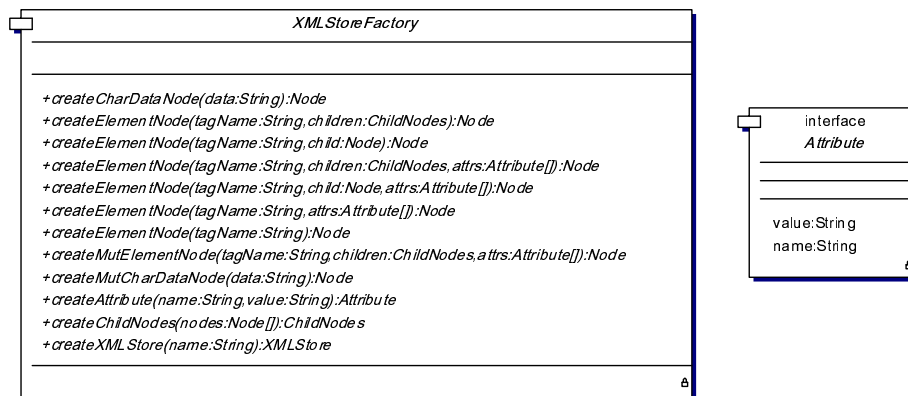 XMLStoreFactory
+createCharDataNode(data:String):Node
+createElementNode(tagName:String,children:ChildNodes):Node
+createElementNode(tagName:String,child:Node):Node
+createElementNode(tagName:String,children:ChildNodes,attrs:Attribute[]):Node
+createElementNode(tagName:String,child:Node,attrs:Attribute[]):Node
+createElementNode(tagName:String,attrs:Attribute[]):Node
+createElementNode(tagName:String):Node
+createMutElementNode(tagName:String,children:ChildNodes,attrs:Attribute[]):Node
+createMutCharDataNode(data:String):Node
+createAttribute(name:String,value:String):Attribute
+createChildNodes(nodes:Node[]):ChildNodes
+createXMLStore(name:String):XMLStore
interface
Attribute
value:String
name:String